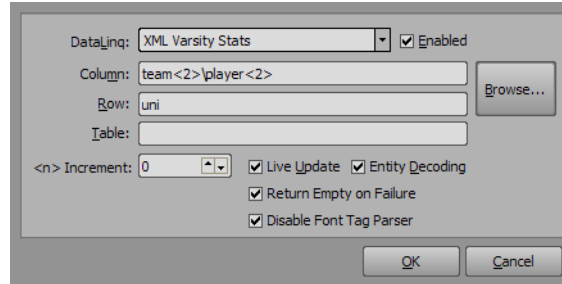 DataLinq: XML Varsity Stats Enabled
Column: team<2>\player<2>
Browse...
Row: uni
Table:
<n> Increment: 0 Live Update Entity Decoding
Return Empty on Failure
Disable Font Tag Parser
OK Cancel